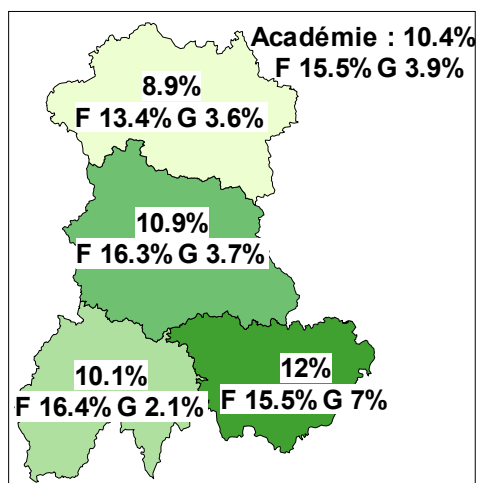 Académie : 10.4%
F 15.5% G 3.9%
8.9%
F 13.4% G 3.6%
10.9%
F 16.3% G 3.7%
10.1%
F 16.4% G 2.1%
12%
F 15.5% G 7%